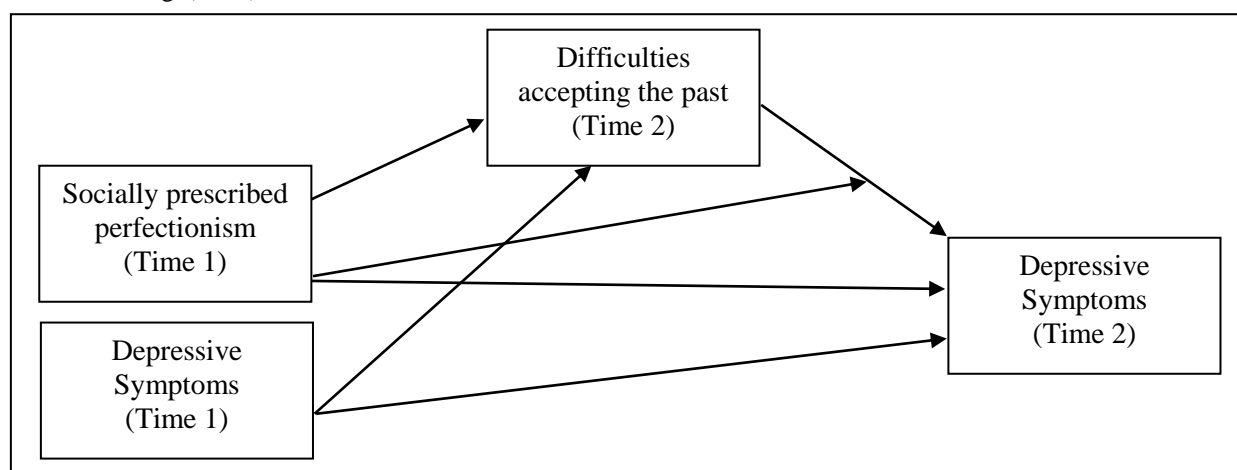 Difficulties
accepting the past
(Time 2)
Socially prescribed
perfectionism
(Time 1)
Depressive
Symptoms
(Time 2)
Depressive
Symptoms
(Time 1)